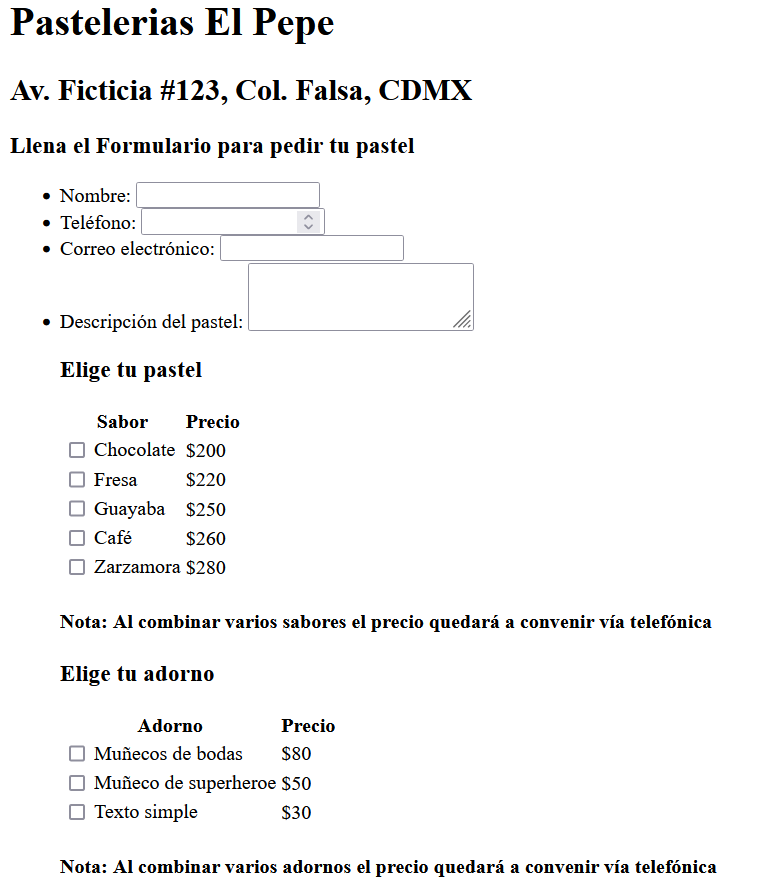 Pastelerias El Pepe
Av. Ficticia #123, Col. Falsa, CDMX
Llena el Formulario para pedir tu pastel
Nombre:
Teléfono:
Correo electrónico:
Descripción del pastel:
Elige tu pastel
Sabor Precio
Chocolate $200
Fresa $220
Guayaba $250
Café $260
Zarzamora $280
Nota: Al combinar varios sabores el precio quedará a convenir vía telefónica
Elige tu adorno
Adorno Precio
Muñecos de bodas $80
Muñeco de superheroe $50
Texto simple $30
Nota: Al combinar varios adornos el precio quedará a convenir vía telefónica